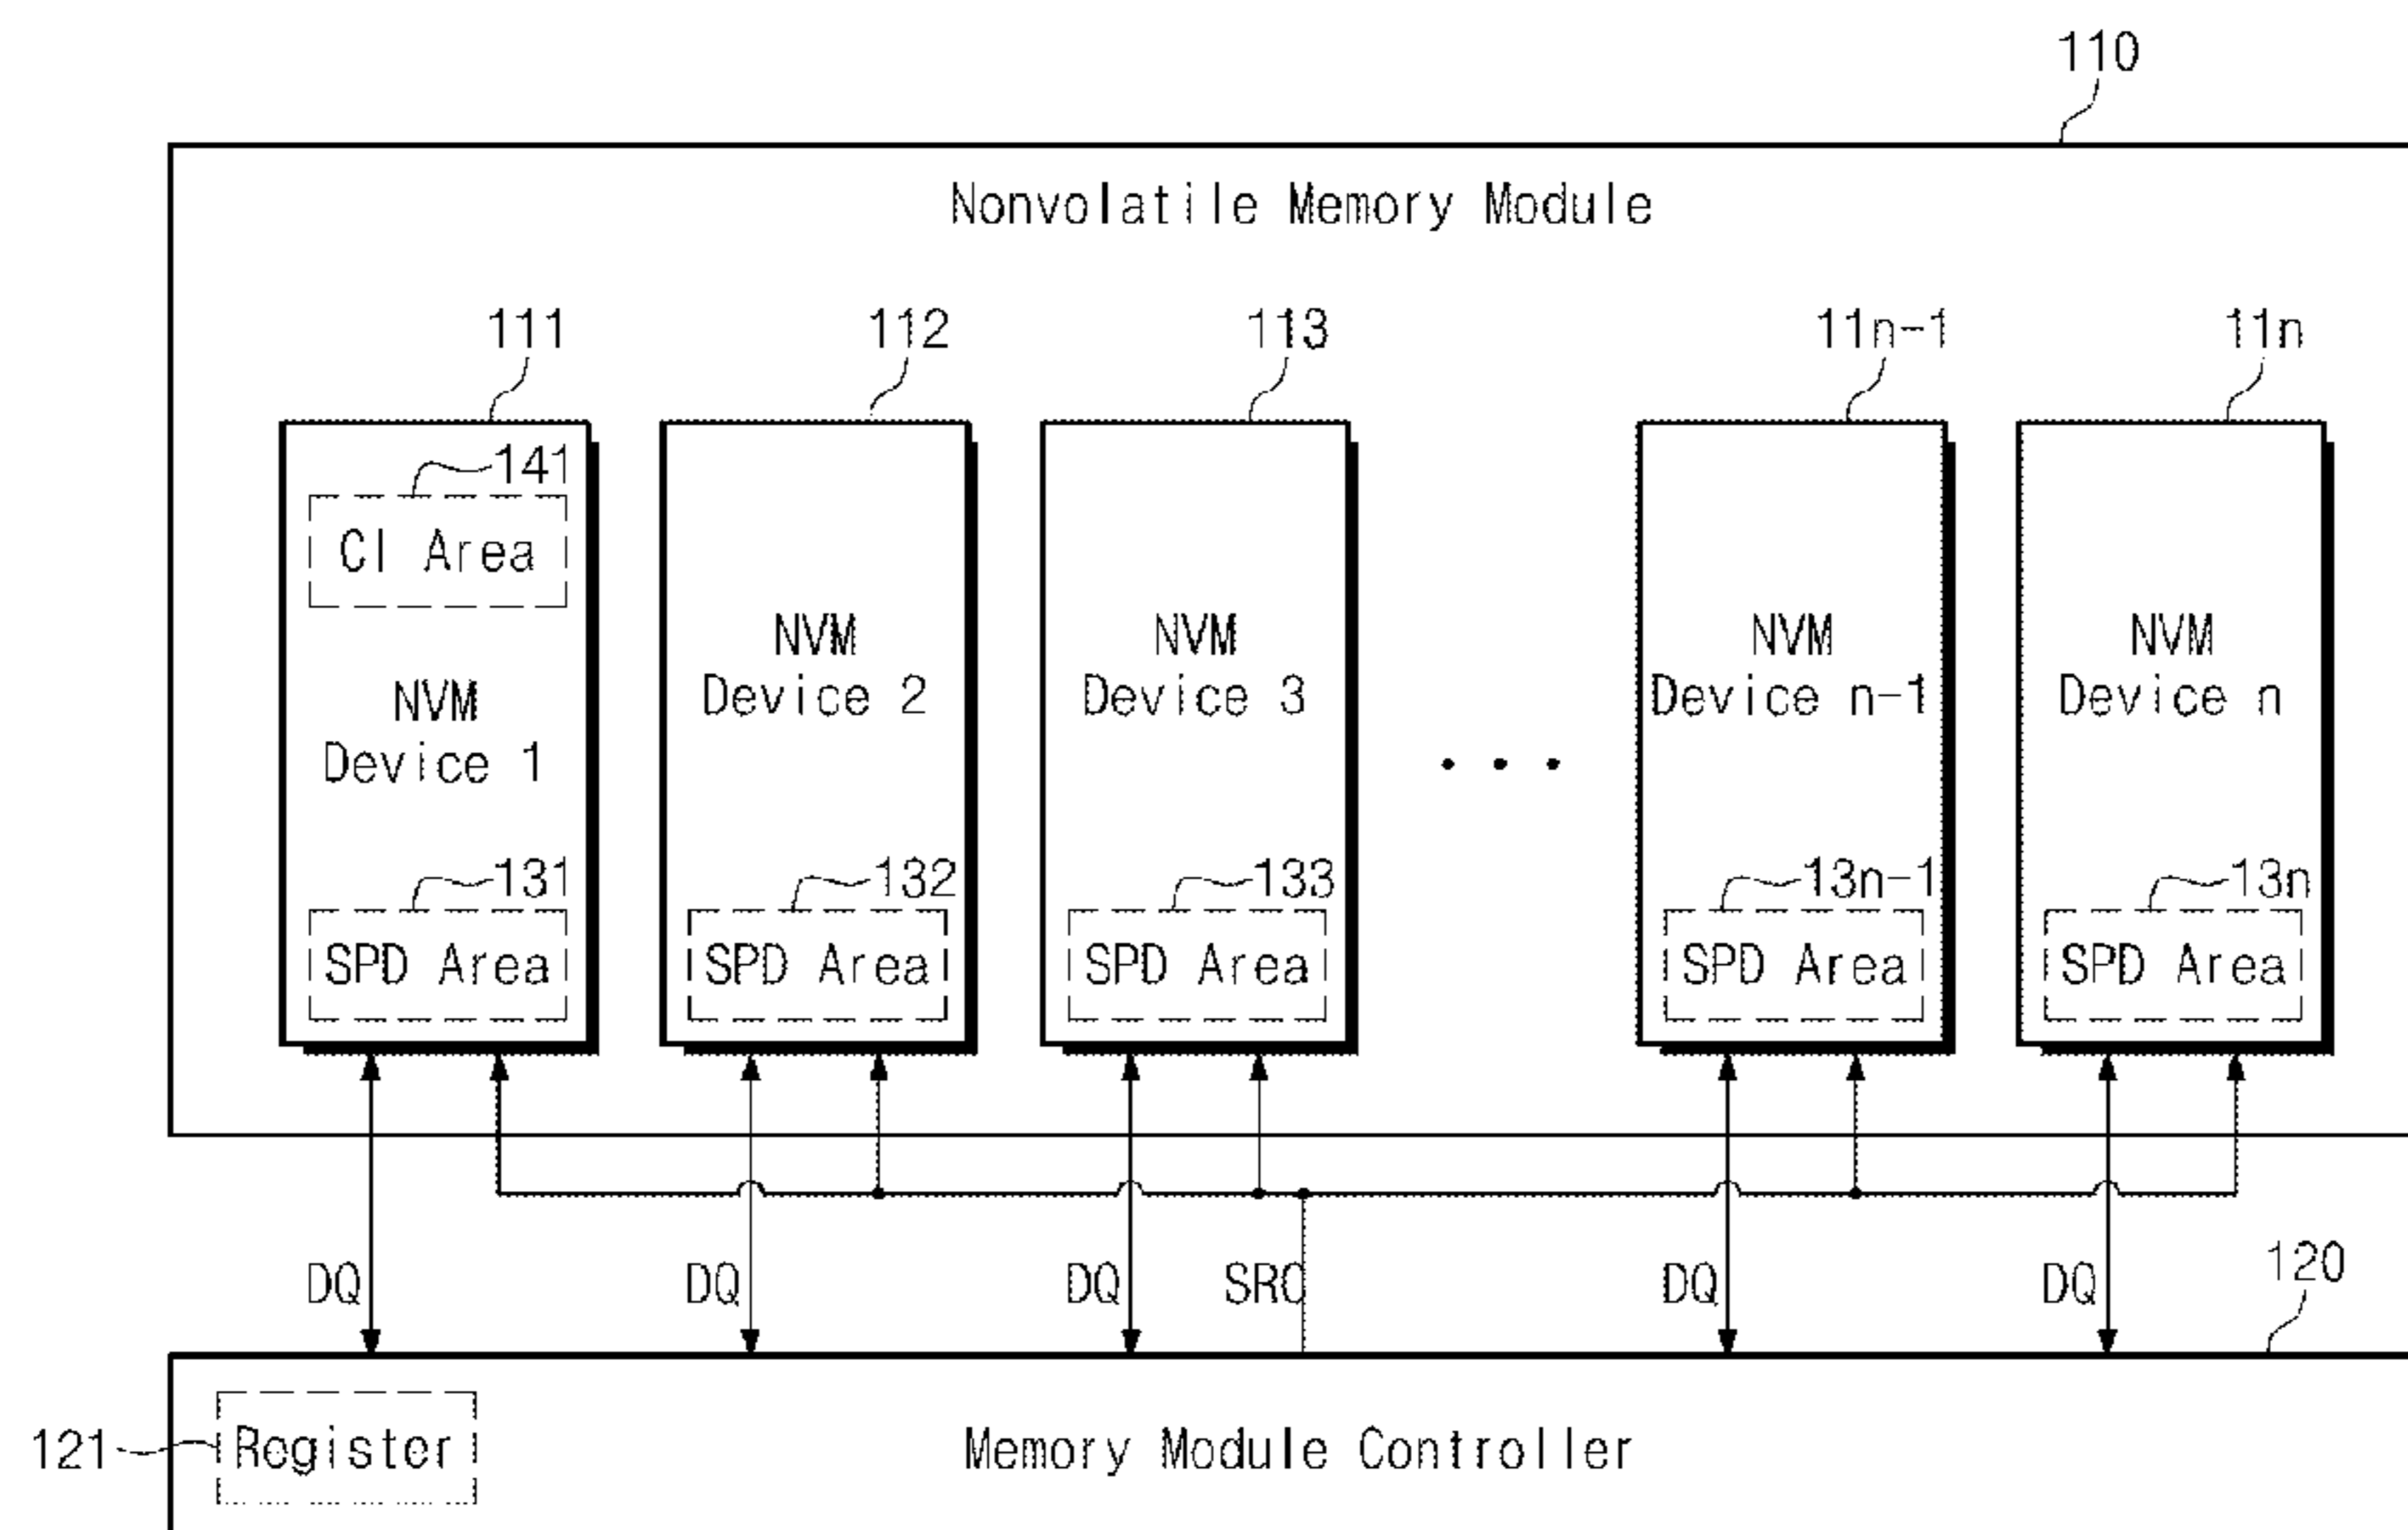 110
Nonvolatile Memory Module
111 112 113 11n-1 11n
141
CI Area
NVM
Device 1
NVM
Device 2
NVM
Device 3
. . .
NVM
Device n-1
NVM
Device n
131 132 133 13n-1 13n
SPD Area SPD Area SPD Area SPD Area SPD Area
DQ DQ DQ SRC DQ DQ
120
121 Register
Memory Module Controller